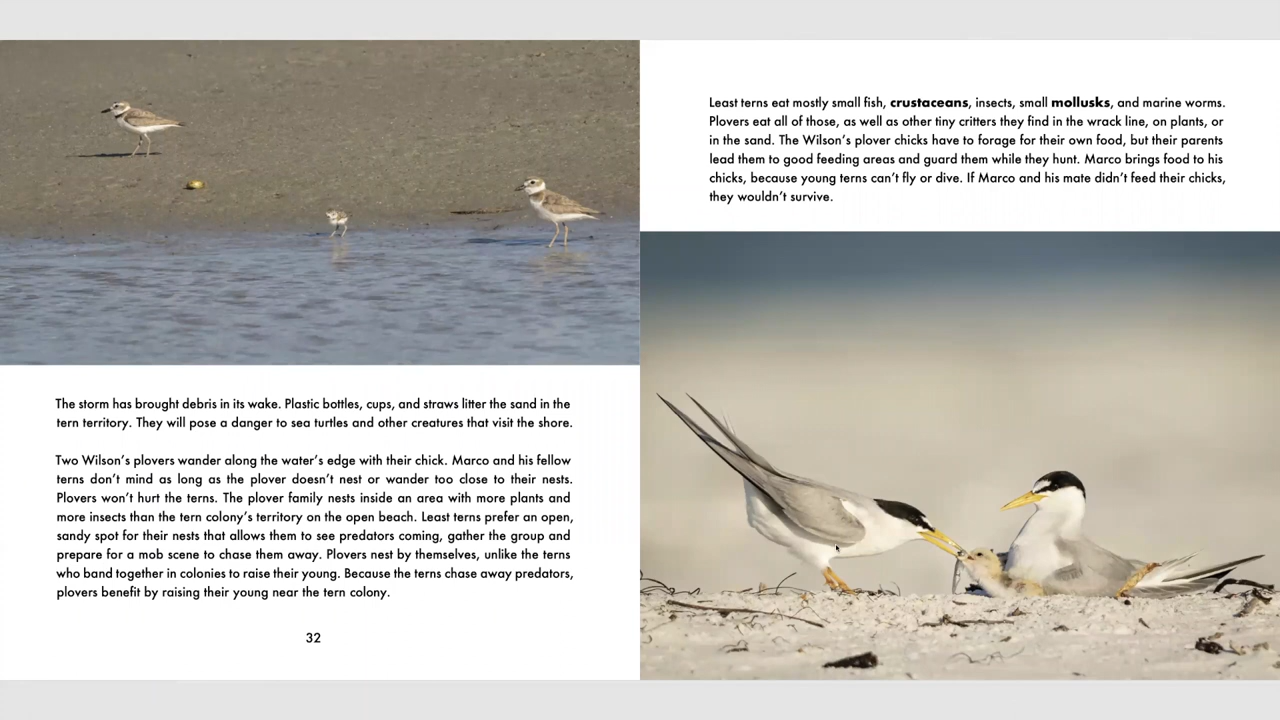 The storm has brought debris in its wake. Plastic bottles, cups, and straws litter the sand in the
tern territory. They will pose a danger to sea turtles and other creatures that visit the shore.
Two Wilson's plovers wander along the water's edge with their chick. Marco and his fellow
terns don't mind as long as the plover doesn't nest or wander too close to their nests.
Plovers won't hurt the terns. The plover family nests inside an area with more plants and
more insects than the tern colony's territory on the open beach. Least terns prefer an open,
sandy spot for their nests that allows them to see predators coming, gather the group and
prepare for a mob scene to chase them away. Plovers nest by themselves, unlike the terns
who band together in colonies to raise their young. Because the terns chase away predators,
plovers benefit by raising their young near the tern colony.
32
Least terns eat mostly small fish, crustaceans, insects, small mollusks, and marine worms.
Plovers eat all of those, as well as other tiny critters they find in the wrack line, on plants, or
in the sand. The Wilson's plover chicks have to forage for their own food, but their parents
lead them to good feeding areas and guard them while they hunt. Marco brings food to his
chicks, because young terns can't fly or dive. If Marco and his mate didn't feed their chicks,
they wouldn't survive.